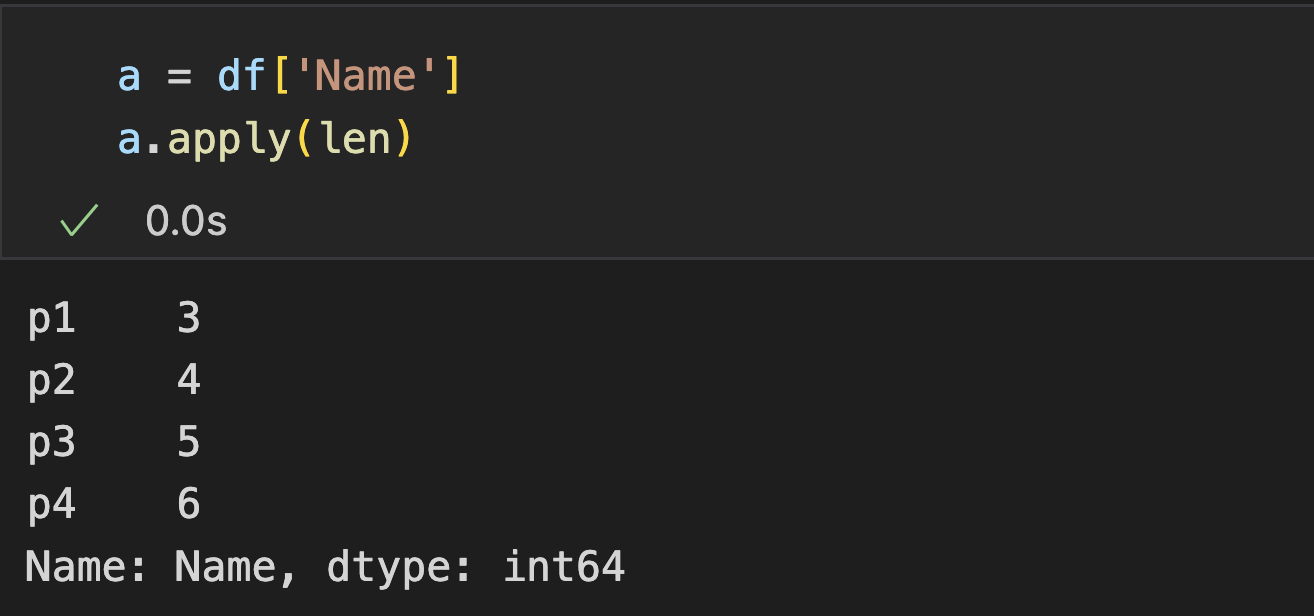 a = df['Name']
a.apply(len)
✓ 0.0s
p1 3
p2 4
p3 5
p4 6
Name: Name, dtype: int64